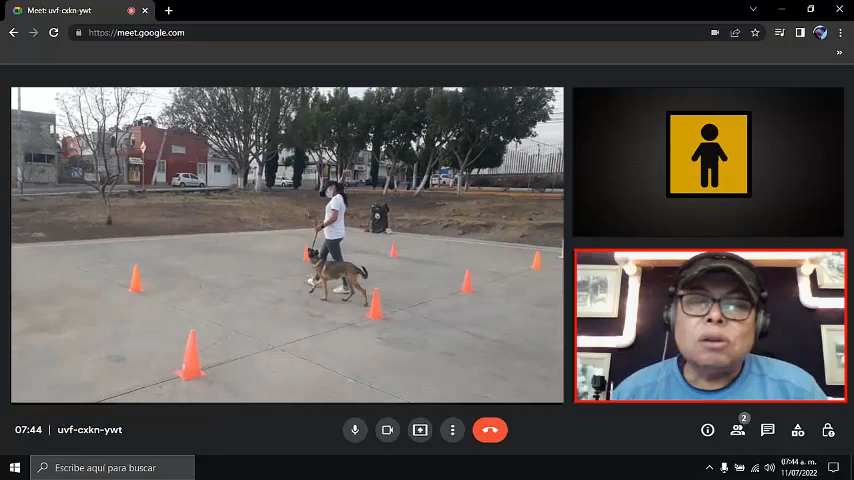 Meet: uvf-cxkn-ywt
https://meet.google.com
»
07:44 | uvf-cxkn-ywt
2
Escribe aquí para buscar
07:44 a. m.
11/07/2022